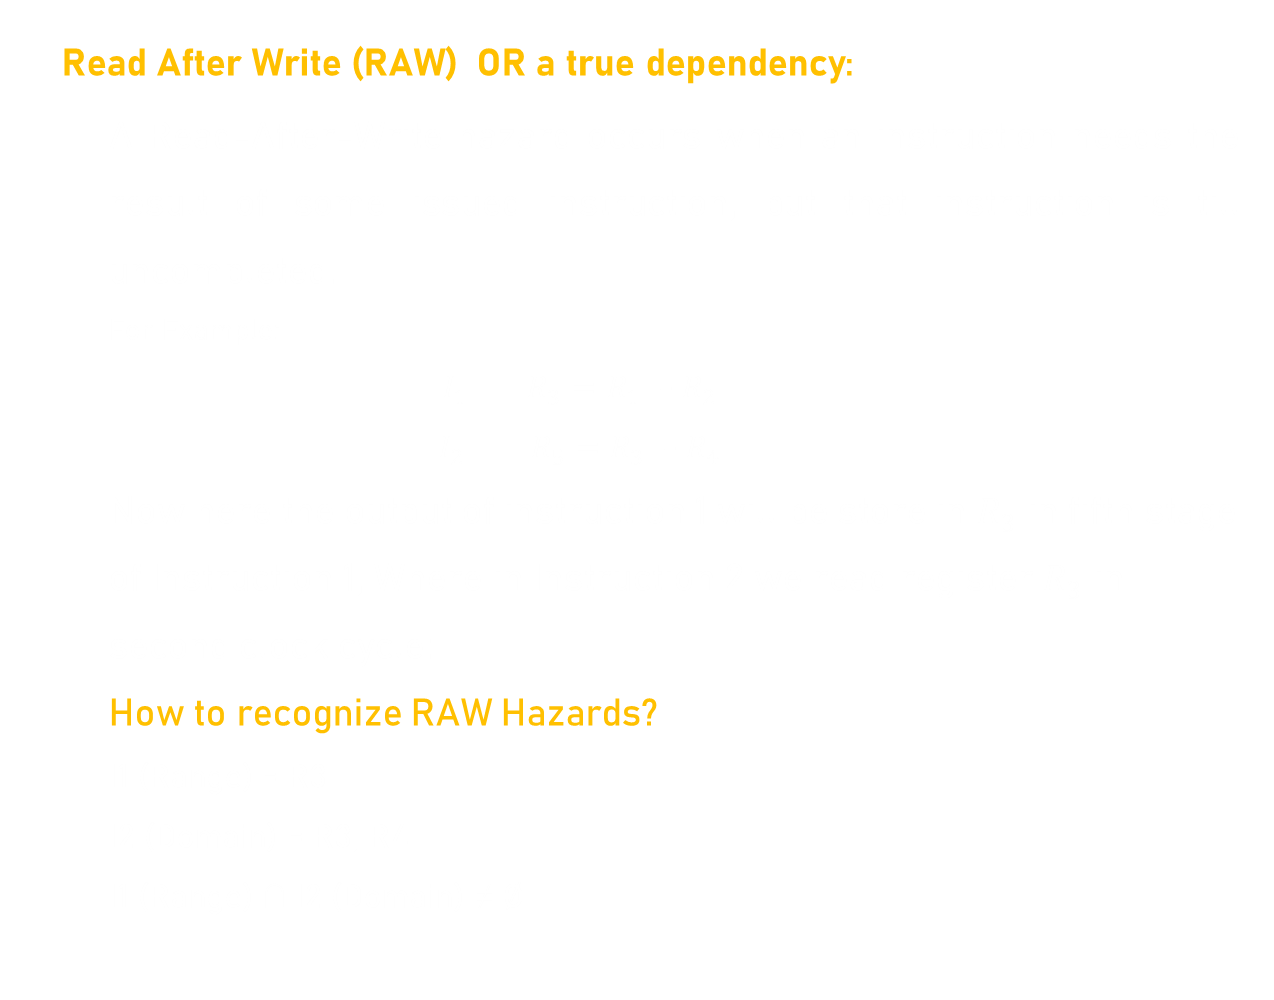 Read After Write (RAW)  OR a true dependency:
How to recognize RAW Hazards?